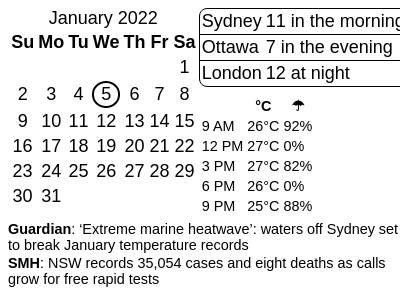 January 2022
Su Mo Tu We Th Fr Sa
1
2 3 4 5 6 7 8
9 10 11 12 13 14 15
16 17 18 19 20 21 22
23 24 25 26 27 28 29
30 31
Sydney 11 in the morning
Ottawa 7 in the evening
London 12 at night
°C ☂
9 AM 26°C 92%
12 PM 27°C 0%
3 PM 27°C 82%
6 PM 26°C 0%
9 PM 25°C 88%
Guardian: ‘Extreme marine heatwave’: waters off Sydney set
to break January temperature records
SMH: NSW records 35,054 cases and eight deaths as calls
grow for free rapid tests